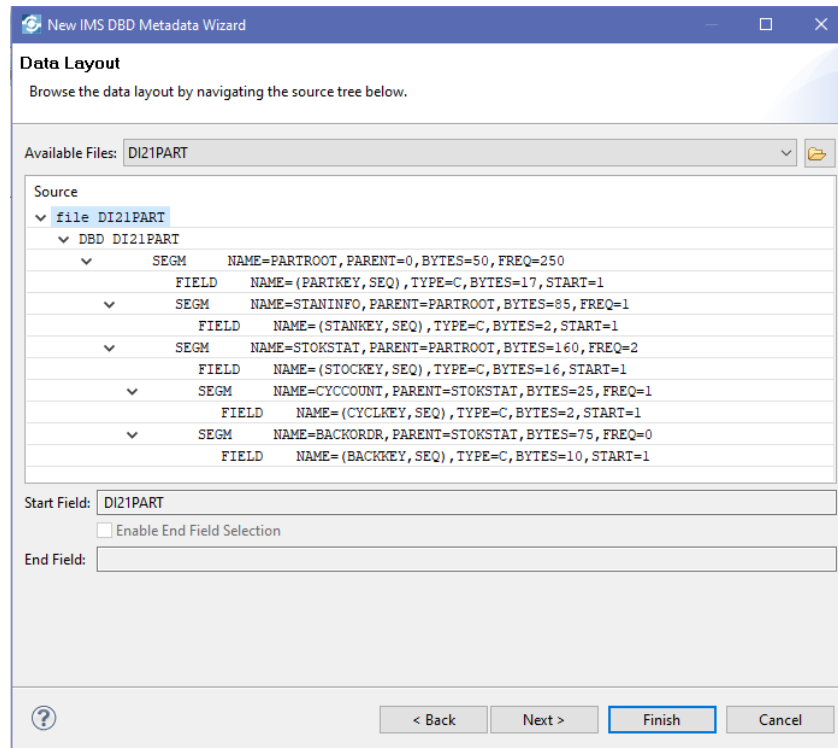 New IMS DBD Metadata Wizard
Data Layout
Browse the data layout by navigating the source tree below.
Available Files: DI21PART
Source
file DI21PART
DBD DI21PART
SEGM NAME=PARTROOT,PARENT=0,BYTES=50,FREQ=250
FIELD NAME=(PARTKEY,SEQ),TYPE=C,BYTES=17,START=1
SEGM NAME=STANINFO,PARENT=PARTROOT,BYTES=85,FREQ=1
FIELD NAME=(STANKEY,SEQ),TYPE=C,BYTES=2,START=1
SEGM NAME=STOKSTAT,PARENT=PARTROOT,BYTES=160,FREQ=2
FIELD NAME=(STOCKEY,SEQ),TYPE=C,BYTES=16,START=1
SEGM NAME=CYCCOUNT,PARENT=STOKSTAT,BYTES=25,FREQ=1
FIELD NAME=(CYCLKEY,SEQ),TYPE=C,BYTES=2,START=1
SEGM NAME=BACKORDR,PARENT=STOKSTAT,BYTES=75,FREQ=0
FIELD NAME=(BACKKEY,SEQ),TYPE=C,BYTES=10,START=1
Start Field: DI21PART
Enable End Field Selection
End Field:
? < Back Next > Finish Cancel